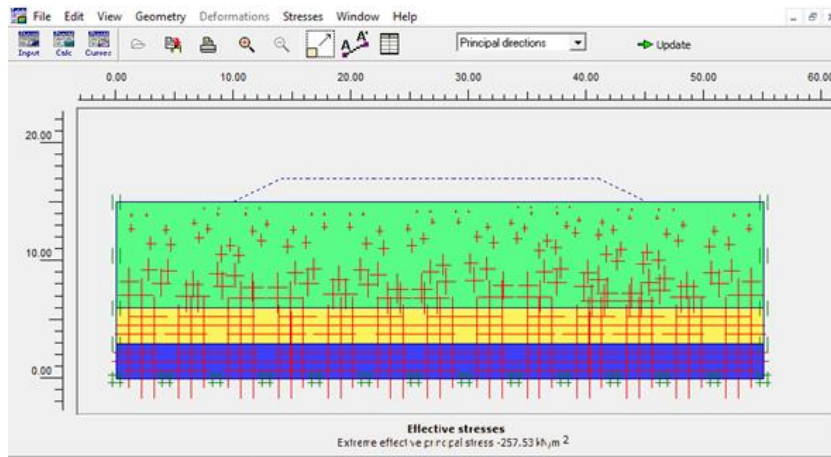 File Edit View Geometry Deformations Stresses Window Help
Input Calc Curves A A' Principal directions Update
0.00 10.00 20.00 30.00 40.00 50.00 60.00
20.00
10.00
0.00
Effective stresses
Extreme effective principal stress -257.53 kN/m 2